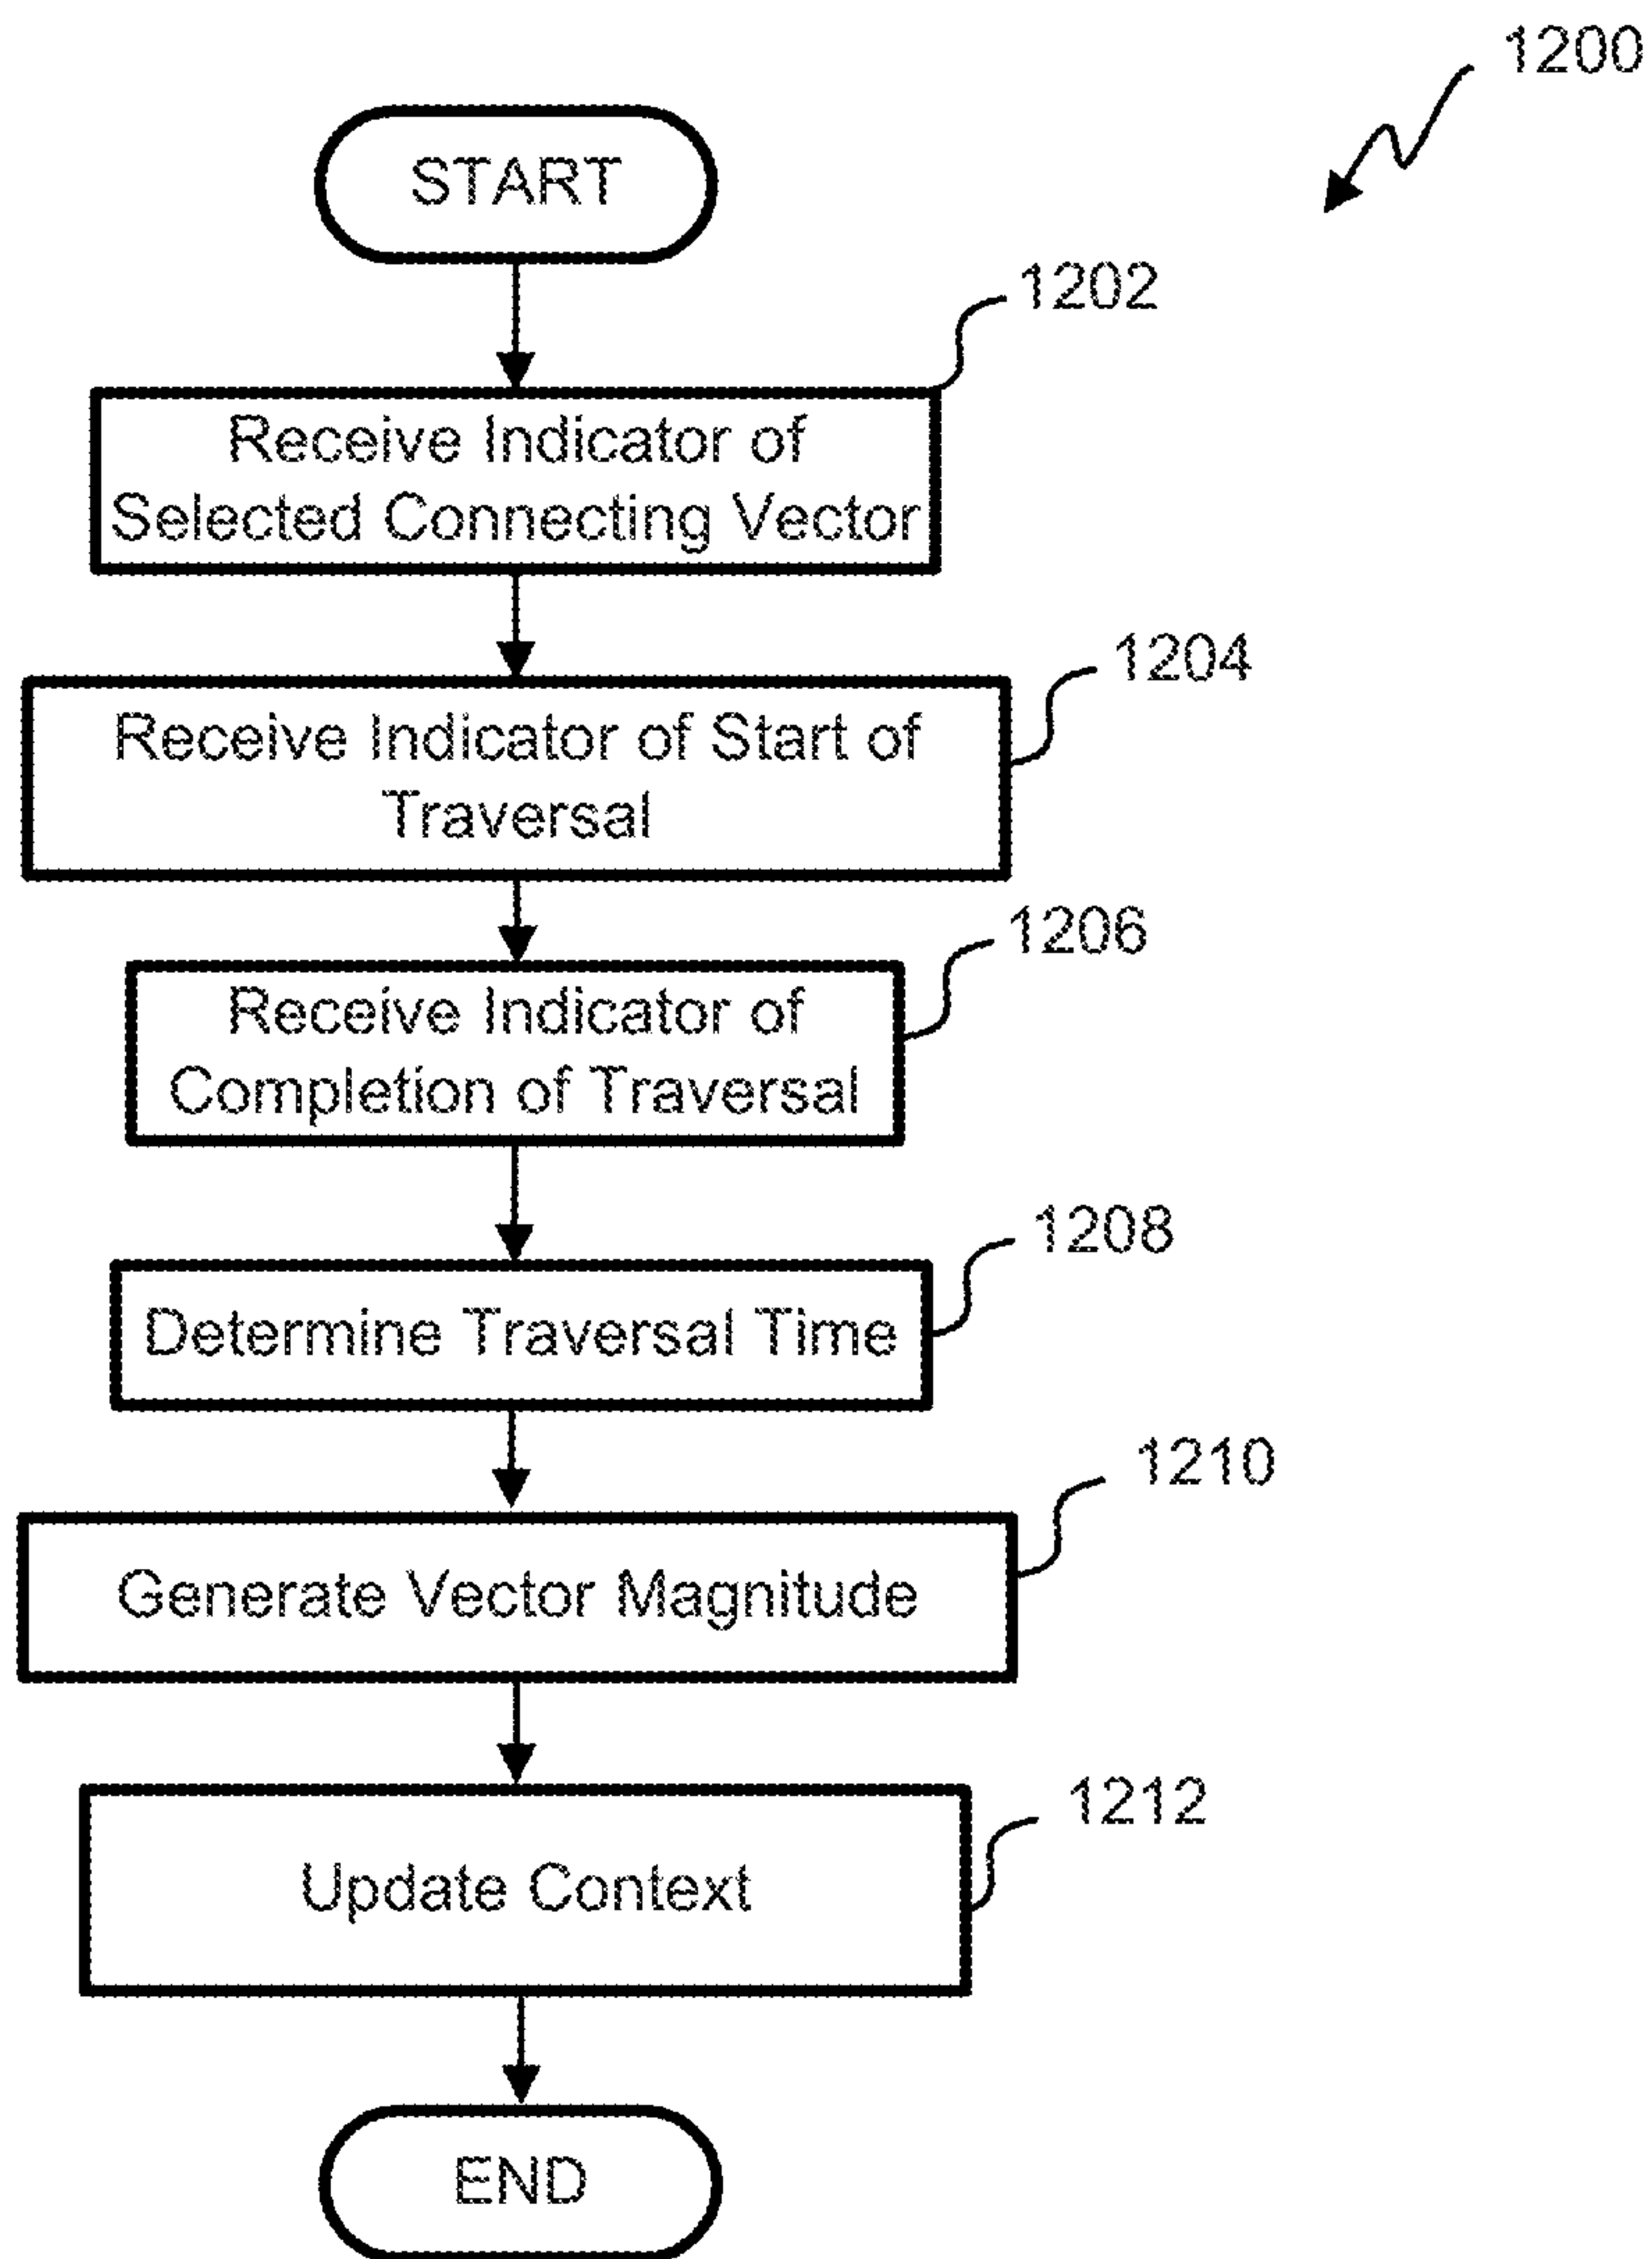 1200
START
1202
Receive Indicator of
Selected Connecting Vector
1204
Receive Indicator of Start of
Traversal
1206
Receive Indicator of
Completion of Traversal
1208
Determine Traversal Time
1210
Generate Vector Magnitude
1212
Update Context
END